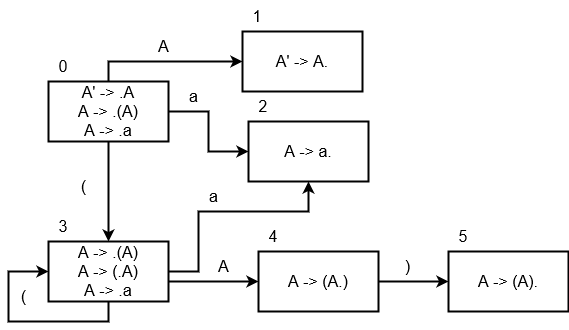 1
A
A' -> A.
0
A' -> .A
A -> .(A)
A -> .a
a
2
A -> a.
(
3
A -> .(A)
A -> (.A)
A -> .a
(
a
A
4
A -> (A.)
)
5
A -> (A).